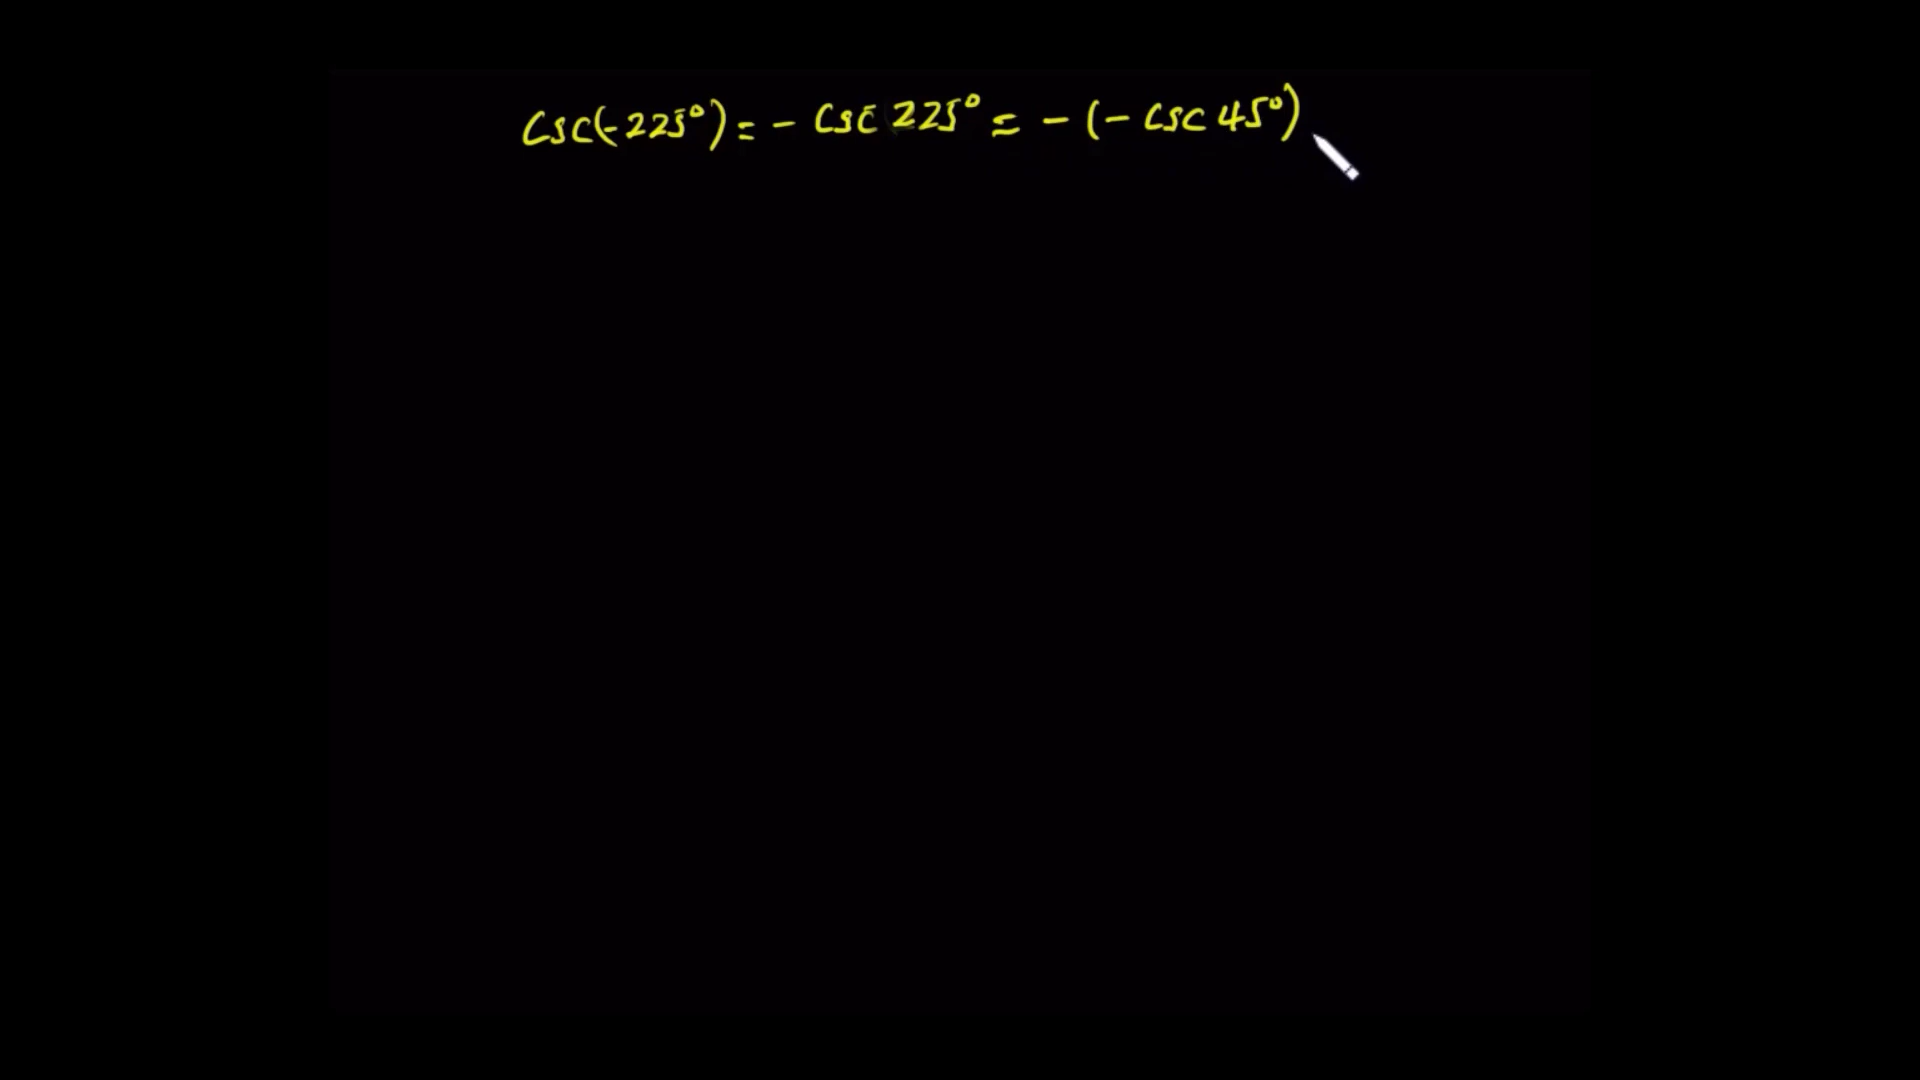 csc(-225°) = - csc 225° = - (- csc 45°)